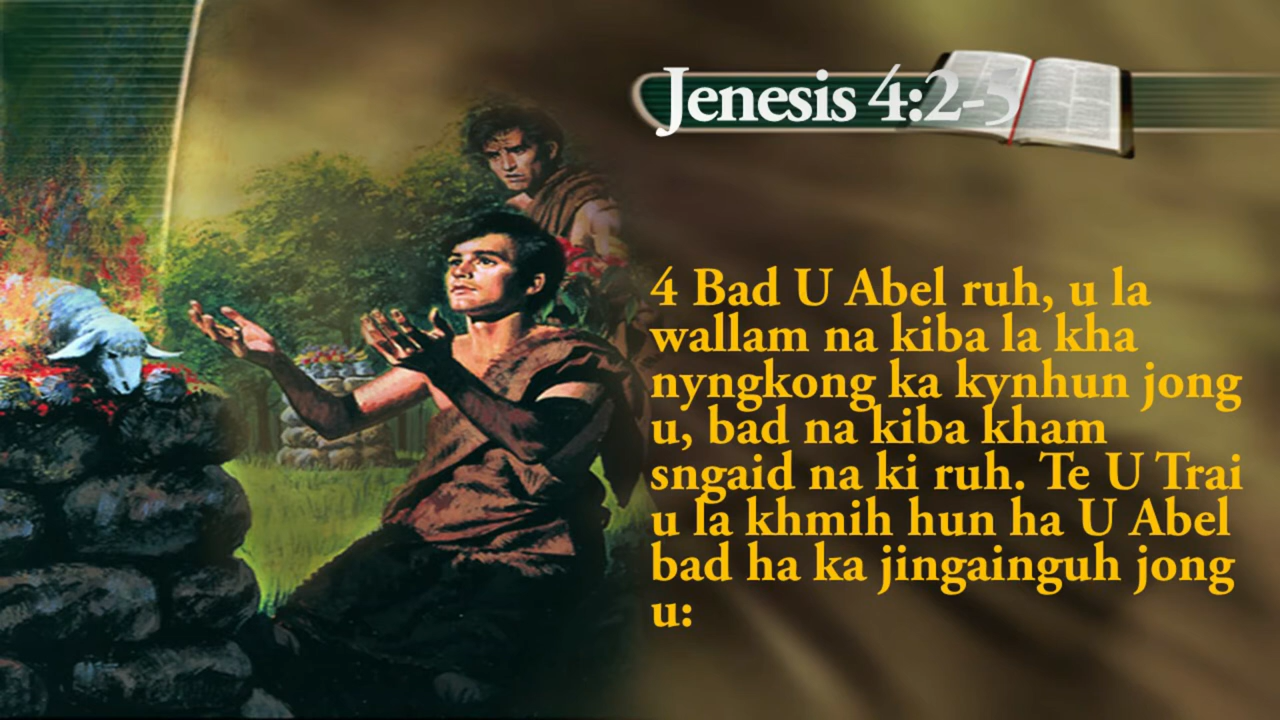 Jenesis 4:2-5
4 Bad U Abel ruh, u la
wallam na kiba la kha
nyngkong ka kynhun jong
u, bad na kiba kham
sngaid na ki ruh. Te U Trai
u la khmih hun ha U Abel
bad ha ka jingainguh jong
u: